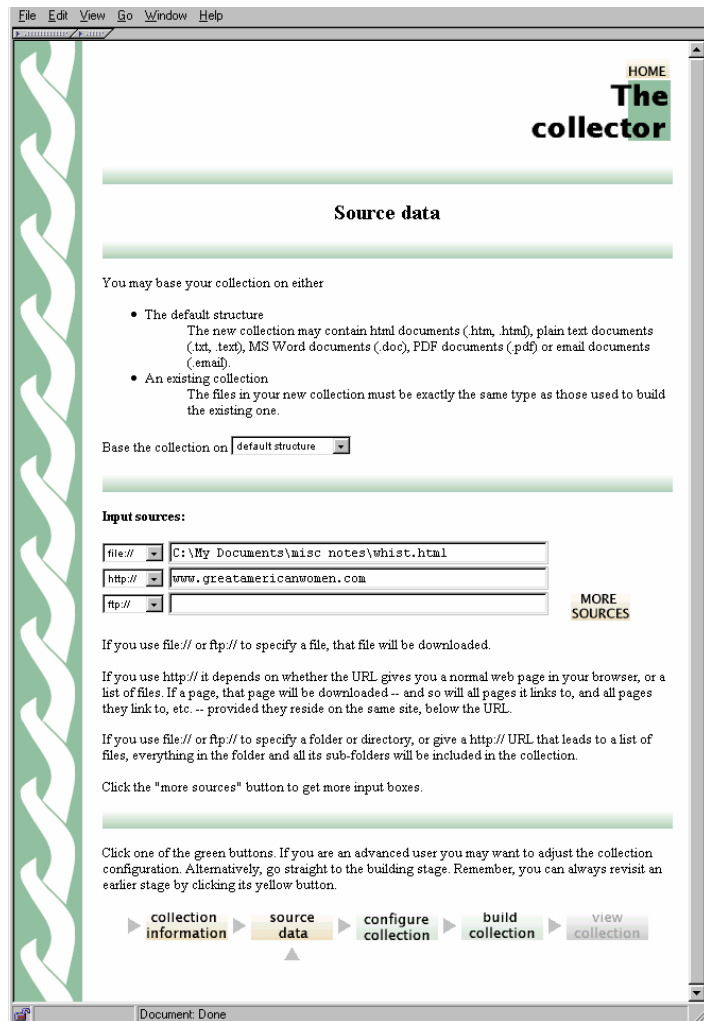 File Edit View Go Window Help
HOME
The
collector
Source data
You may base your collection on either
• The default structure
The new collection may contain html documents (.htm, .html), plain text documents
(.txt, .text), MS Word documents (.doc), PDF documents (.pdf) or email documents
(.email).
• An existing collection
The files in your new collection must be exactly the same type as those used to build
the existing one.
Base the collection on default structure
Input sources:
file:// C:\My Documents\misc notes\whist.html
http:// www.greatamericanwomen.com
ftp://
MORE
SOURCES
If you use file:// or ftp:// to specify a file, that file will be downloaded.
If you use http:// it depends on whether the URL gives you a normal web page in your browser, or a
list of files. If a page, that page will be downloaded -- and so will all pages it links to, and all pages
they link to, etc. -- provided they reside on the same site, below the URL.
If you use file:// or ftp:// to specify a folder or directory, or give a http:// URL that leads to a list of
files, everything in the folder and all its sub-folders will be included in the collection.
Click the "more sources" button to get more input boxes.
Click one of the green buttons. If you are an advanced user you may want to adjust the collection
configuration. Alternatively, go straight to the building stage. Remember, you can always revisit an
earlier stage by clicking its yellow button.
collection information
source data
configure collection
build collection
view collection
Document: Done